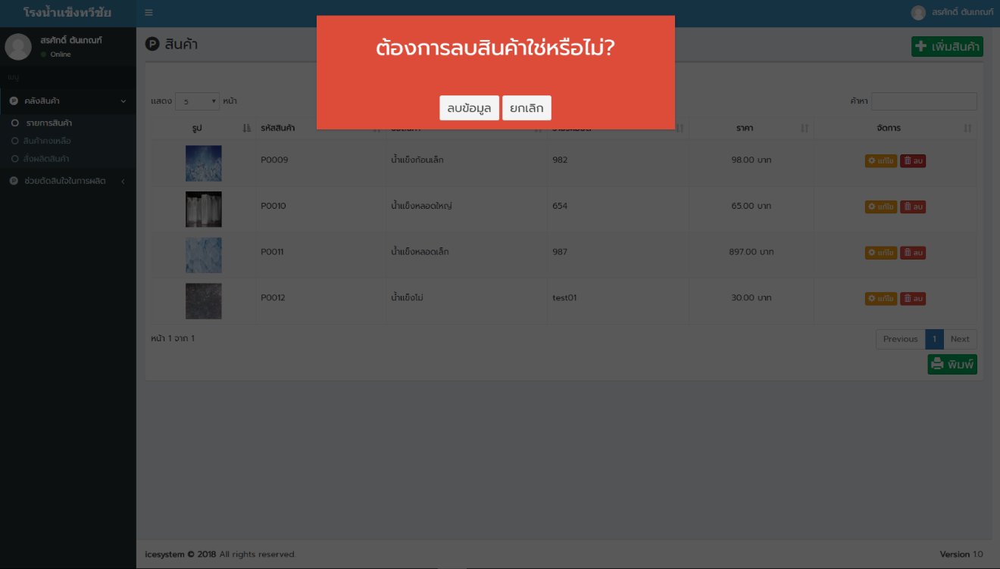 โรงน้ำแข็งทวีชัย
สรศักดิ์ ตันเกณฑ์
สรศักดิ์ ตันเกณฑ์
Online
เมนู
คลังสินค้า
รายการสินค้า
สินค้าคงเหลือ
สั่งผลิตสินค้า
ช่วยตัดสินใจในการผลิต
สินค้า
เพิ่มสินค้า
ต้องการลบสินค้าใช่หรือไม่?
ลบข้อมูล ยกเลิก
แสดง 5 หน้า
ค้าหา
รูป รหัสสินค้า ราคา จัดการ
P0009 น้ำแข็งก้อนเล็ก 982 98.00 บาท แก้ไข ลบ
P0010 น้ำแข็งหลอดใหญ่ 654 65.00 บาท แก้ไข ลบ
P0011 น้ำแข็งหลอดเล็ก 987 897.00 บาท แก้ไข ลบ
P0012 น้ำแข็งโม่ test01 30.00 บาท แก้ไข ลบ
หน้า 1 จาก 1
Previous 1 Next
พิมพ์
icesystem © 2018 All rights reserved.
Version 1.0